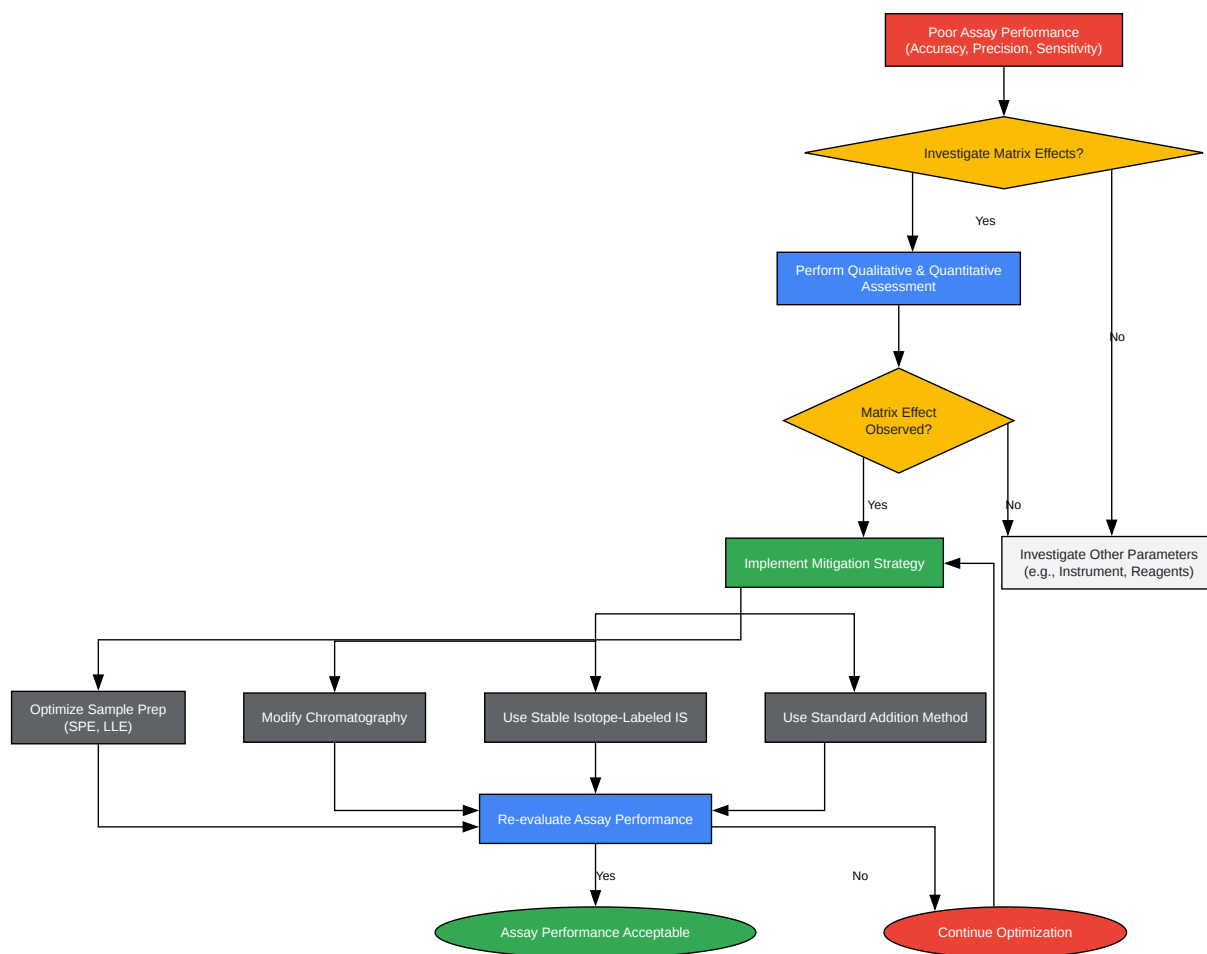 Poor Assay Performance
(Accuracy, Precision, Sensitivity)
Investigate Matrix Effects?
Yes
Perform Qualitative & Quantitative
Assessment
No
Matrix Effect
Observed?
Yes
No
Implement Mitigation Strategy
Investigate Other Parameters
(e.g., Instrument, Reagents)
Optimize Sample Prep
(SPE, LLE)
Modify Chromatography
Use Stable Isotope-Labeled IS
Use Standard Addition Method
Re-evaluate Assay Performance
Yes
No
Assay Performance Acceptable
Continue Optimization